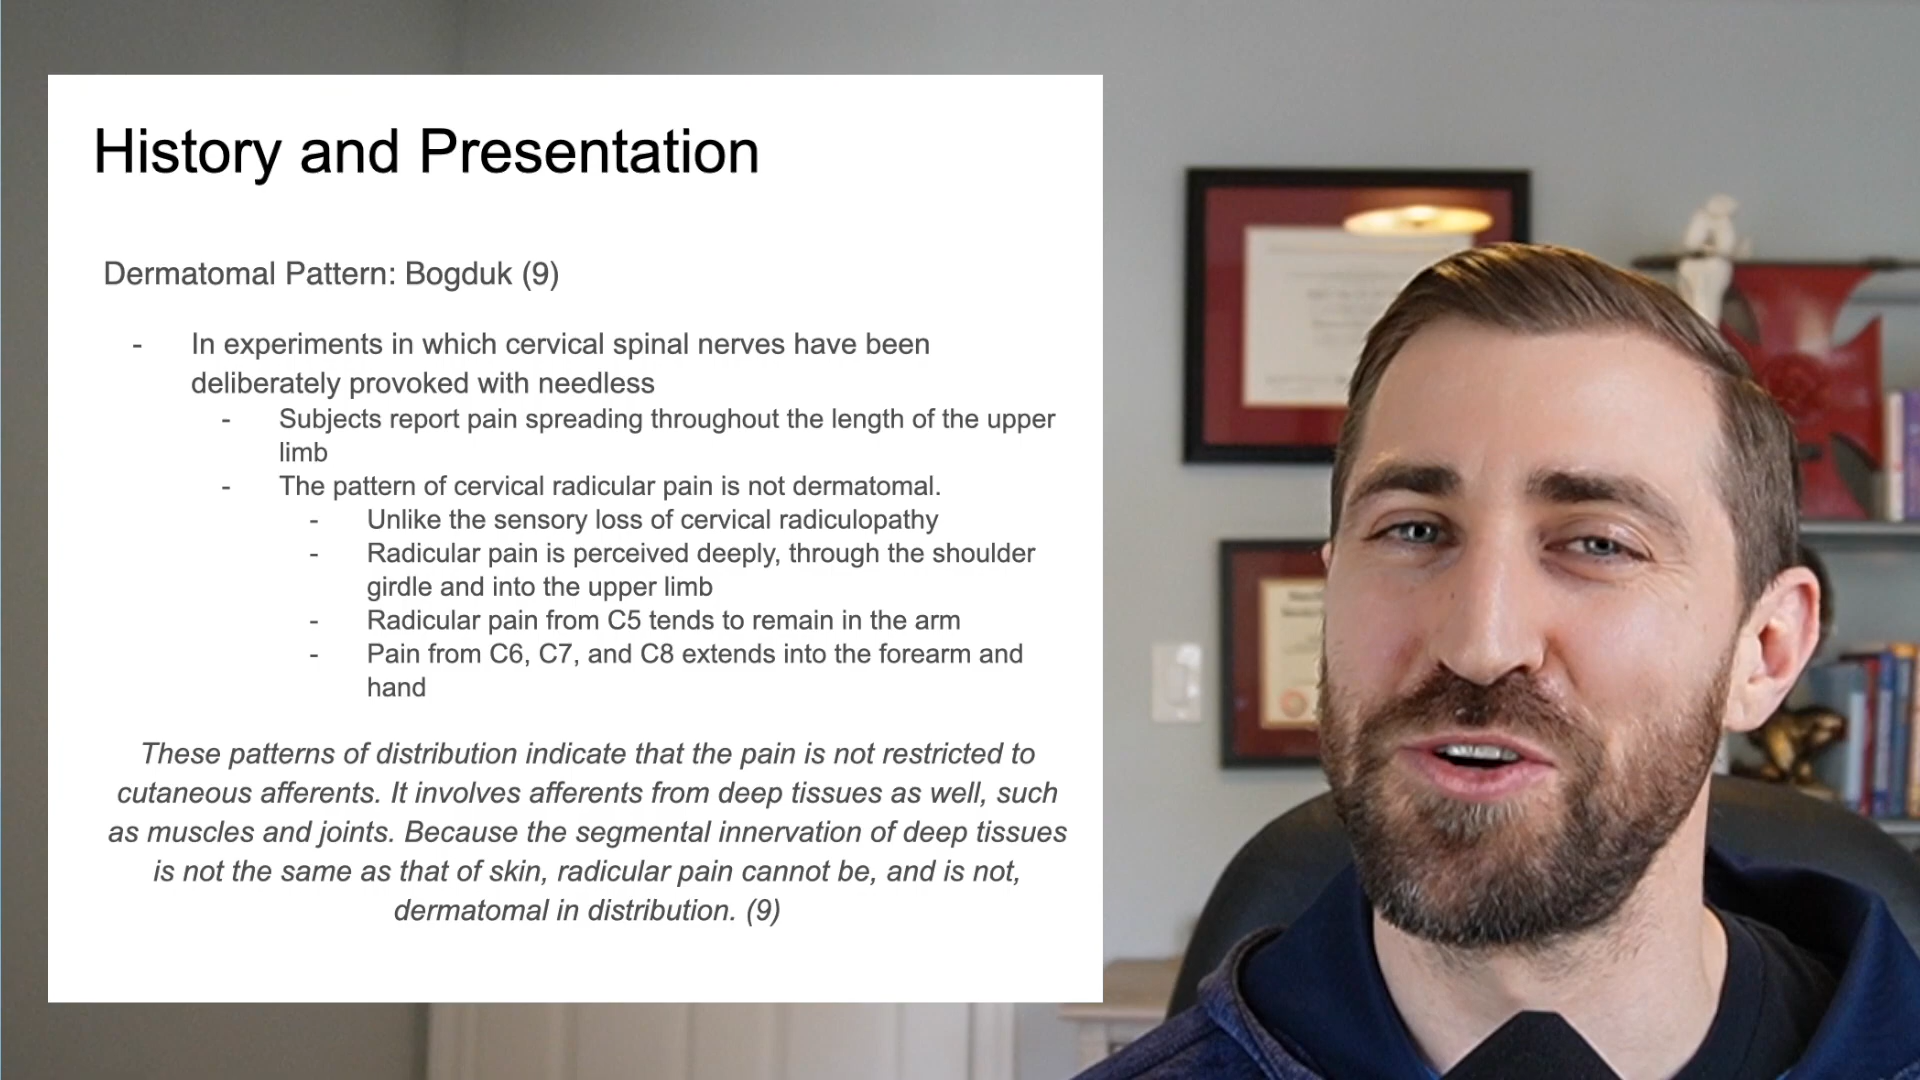 History and Presentation
Dermatomal Pattern: Bogduk (9)
- In experiments in which cervical spinal nerves have been
deliberately provoked with needless
- Subjects report pain spreading throughout the length of the upper
limb
- The pattern of cervical radicular pain is not dermatomal.
- Unlike the sensory loss of cervical radiculopathy
- Radicular pain is perceived deeply, through the shoulder
girdle and into the upper limb
- Radicular pain from C5 tends to remain in the arm
- Pain from C6, C7, and C8 extends into the forearm and
hand
These patterns of distribution indicate that the pain is not restricted to
cutaneous afferents. It involves afferents from deep tissues as well, such
as muscles and joints. Because the segmental innervation of deep tissues
is not the same as that of skin, radicular pain cannot be, and is not,
dermatomal in distribution. (9)